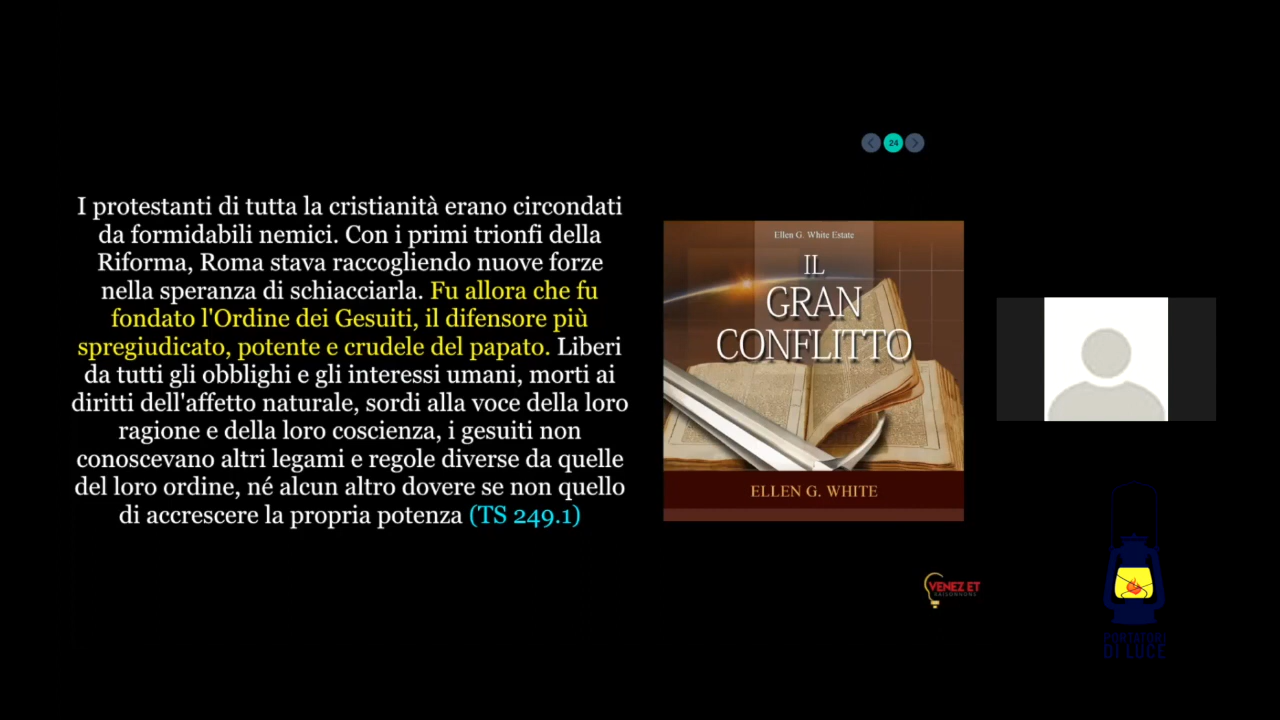 24
I protestanti di tutta la cristianità erano circondati
da formidabili nemici. Con i primi trionfi della
Riforma, Roma stava raccogliendo nuove forze
nella speranza di schiacciarla. Fu allora che fu
fondato l'Ordine dei Gesuiti, il difensore più
spregiudicato, potente e crudele del papato. Liberi
da tutti gli obblighi e gli interessi umani, morti ai
diritti dell'affetto naturale, sordi alla voce della loro
ragione e della loro coscienza, i gesuiti non
conoscevano altri legami e regole diverse da quelle
del loro ordine, né alcun altro dovere se non quello
di accrescere la propria potenza (TS 249.1)
Ellen G. White Estate
IL
GRAN
CONFLITTO
ELLEN G. WHITE
VENEZ ET
RAISONNONS
PORTATORI
DI LUCE